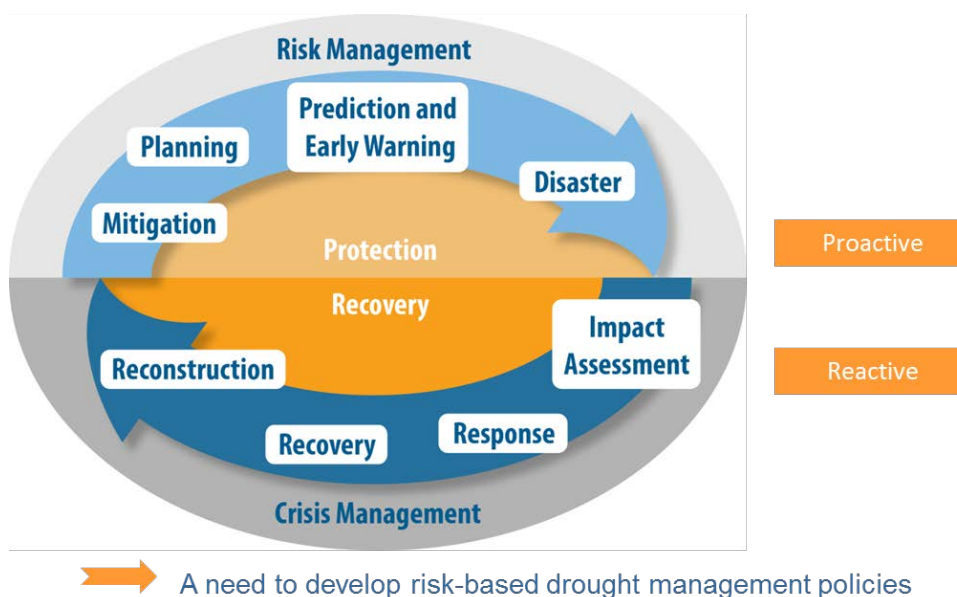 Risk Management
Prediction and
Early Warning
Planning
Disaster
Mitigation
Protection
Proactive
Recovery
Impact
Assessment
Reconstruction
Reactive
Response
Recovery
Crisis Management
A need to develop risk-based drought management policies